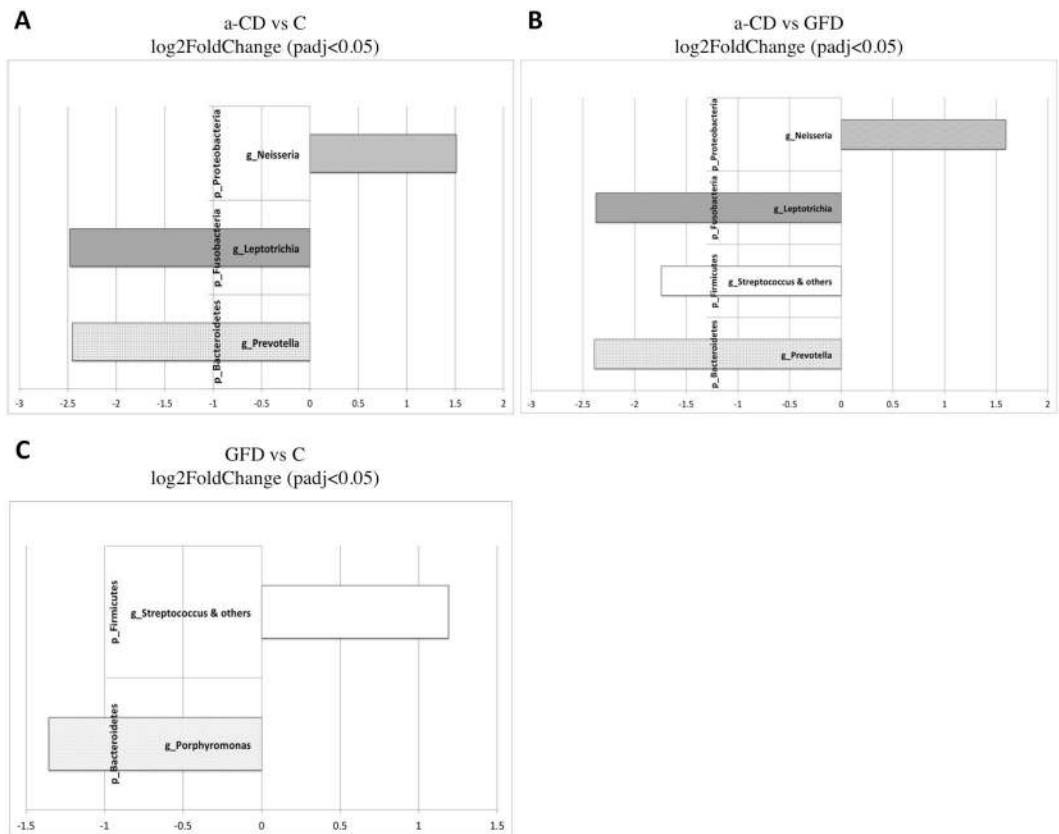 A
a-CD vs C
log2FoldChange (padj<0.05)
p_Proteobacteria
g_Neisseria
p_Fusobacteria
g_Leptotrichia
p_Bacteroidetes
g_Prevotella
-3 -2.5 -2 -1.5 -1 -0.5 0 0.5 1 1.5 2
B
a-CD vs GFD
log2FoldChange (padj<0.05)
p_Proteobacteria
g_Neisseria
p_Fusobacteria
g_Leptotrichia
p_Firmicutes
g_Streptococcus & others
p_Bacteroidetes
g_Prevotella
-3 -2.5 -2 -1.5 -1 -0.5 0 0.5 1 1.5 2
C
GFD vs C
log2FoldChange (padj<0.05)
p_Firmicutes
g_Streptococcus & others
p_Bacteroidetes
g_Porphyromonas
-1.5 -1 -0.5 0 0.5 1 1.5